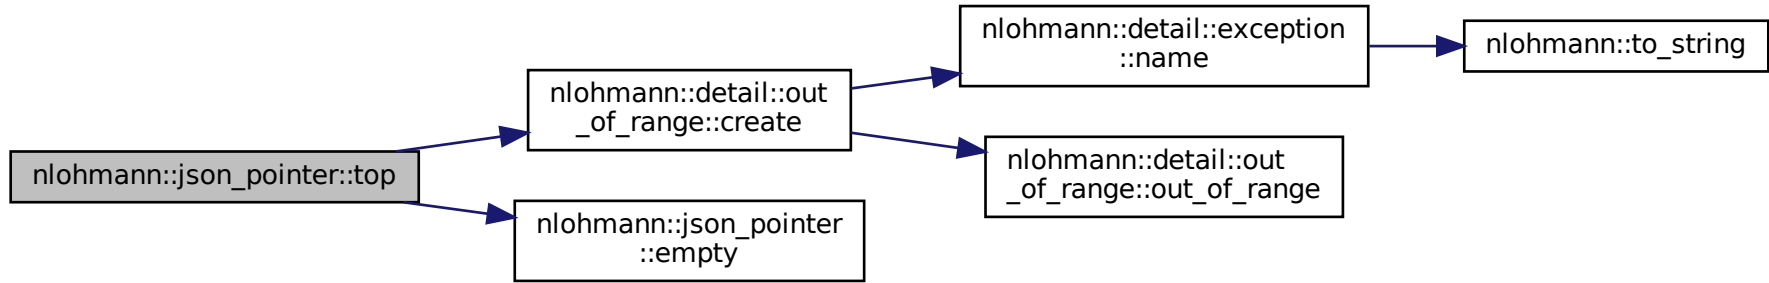 nlohmann::json_pointer::top
nlohmann::detail::out
_of_range::create
nlohmann::json_pointer
::empty
nlohmann::detail::exception
::name
nlohmann::detail::out
_of_range::out_of_range
nlohmann::to_string